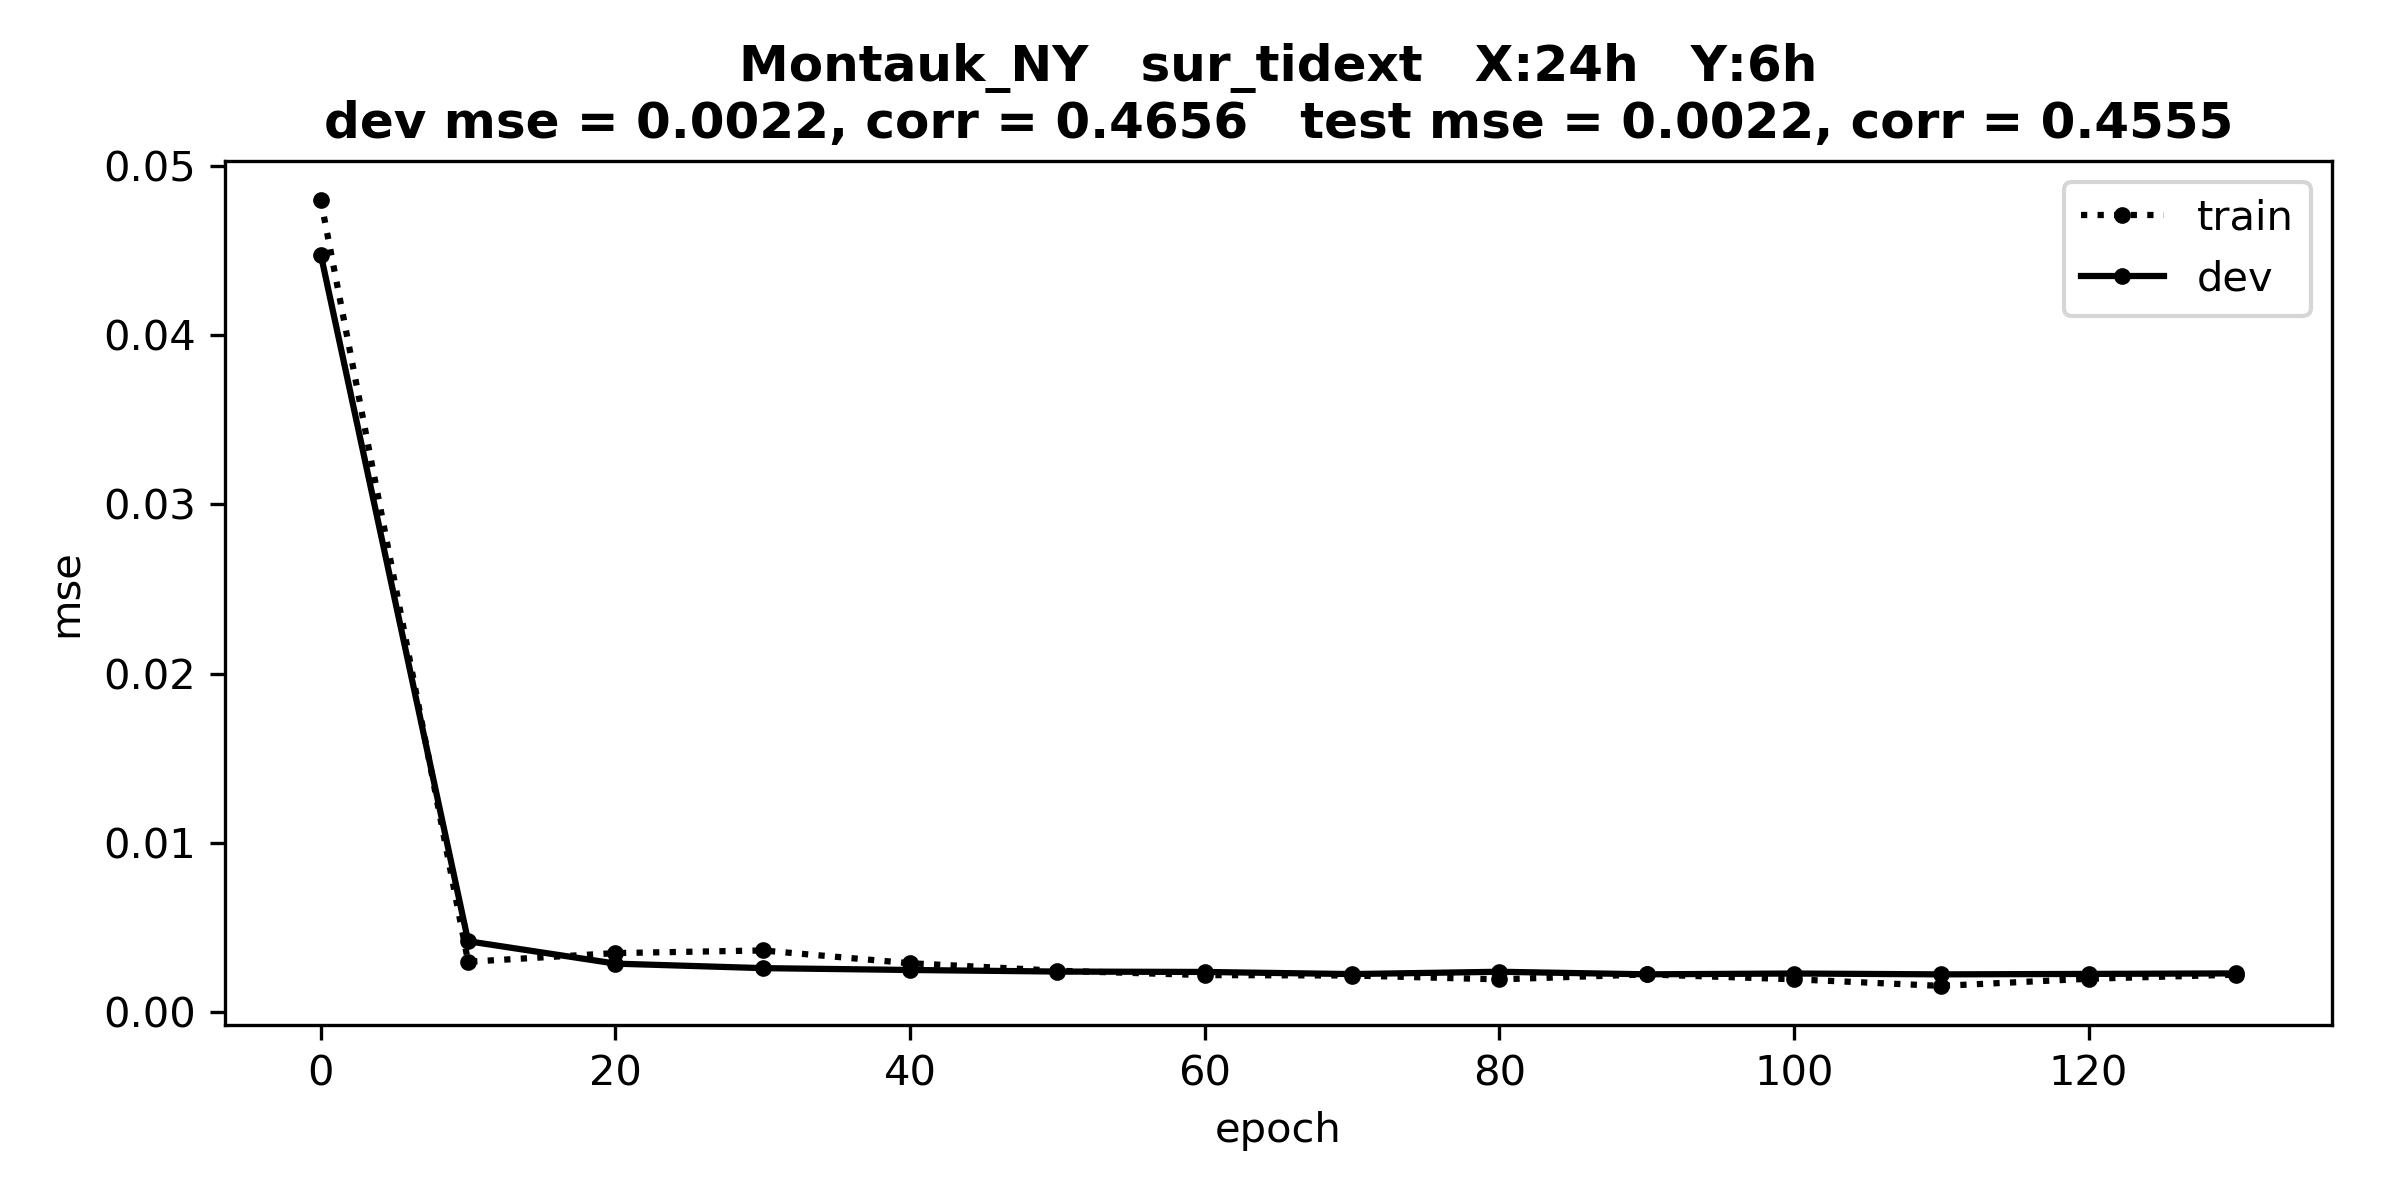 Montauk_NY sur_tidext X:24h Y:6h
dev mse = 0.0022, corr = 0.4656 test mse = 0.0022, corr = 0.4555
0.05
0.04
0.03
0.02
0.01
0.00
mse
train
dev
0 20 40 60 80 100 120
epoch